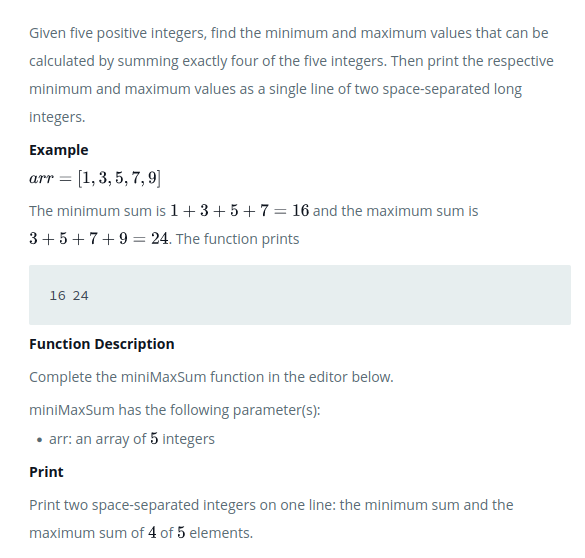 Given five positive integers, find the minimum and maximum values that can be
calculated by summing exactly four of the five integers. Then print the respective
minimum and maximum values as a single line of two space-separated long
integers.
Example
arr = [1, 3, 5, 7, 9]
The minimum sum is 1 + 3 + 5 + 7 = 16 and the maximum sum is
3 + 5 + 7 + 9 = 24. The function prints
16 24
Function Description
Complete the miniMaxSum function in the editor below.
miniMaxSum has the following parameter(s):
• arr: an array of 5 integers
Print
Print two space-separated integers on one line: the minimum sum and the
maximum sum of 4 of 5 elements.